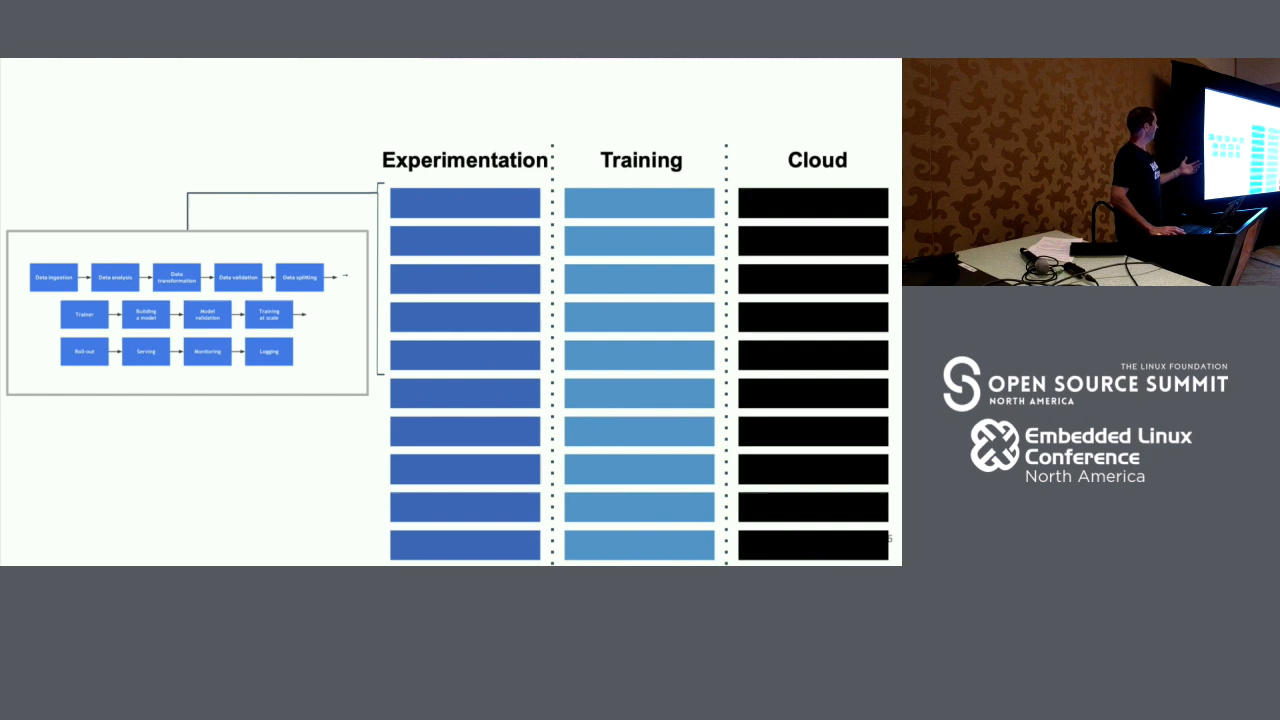 Experimentation
Training
Cloud
Data ingestion
Data analysis
Data
transformation
Data validation
Data splitting
Trainer
Building
a model
Model
validation
Training
at scale
Roll-out
Serving
Monitoring
Logging
THE LINUX FOUNDATION
OPEN SOURCE SUMMIT
NORTH AMERICA
Embedded Linux
Conference
North America